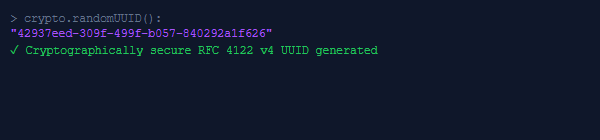 > crypto.randomUUID():
"42937eed-309f-499f-b057-840292a1f626"
✓ Cryptographically secure RFC 4122 v4 UUID generated